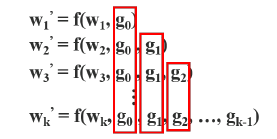 w₁’ = f(w₁, g₀)
w₂’ = f(w₂, g₀, g₁)
w₃’ = f(w₃, g₀, g₁, g₂)
⋮
wₖ’ = f(wₖ, g₀, g₁, g₂, …, gₖ₋₁)